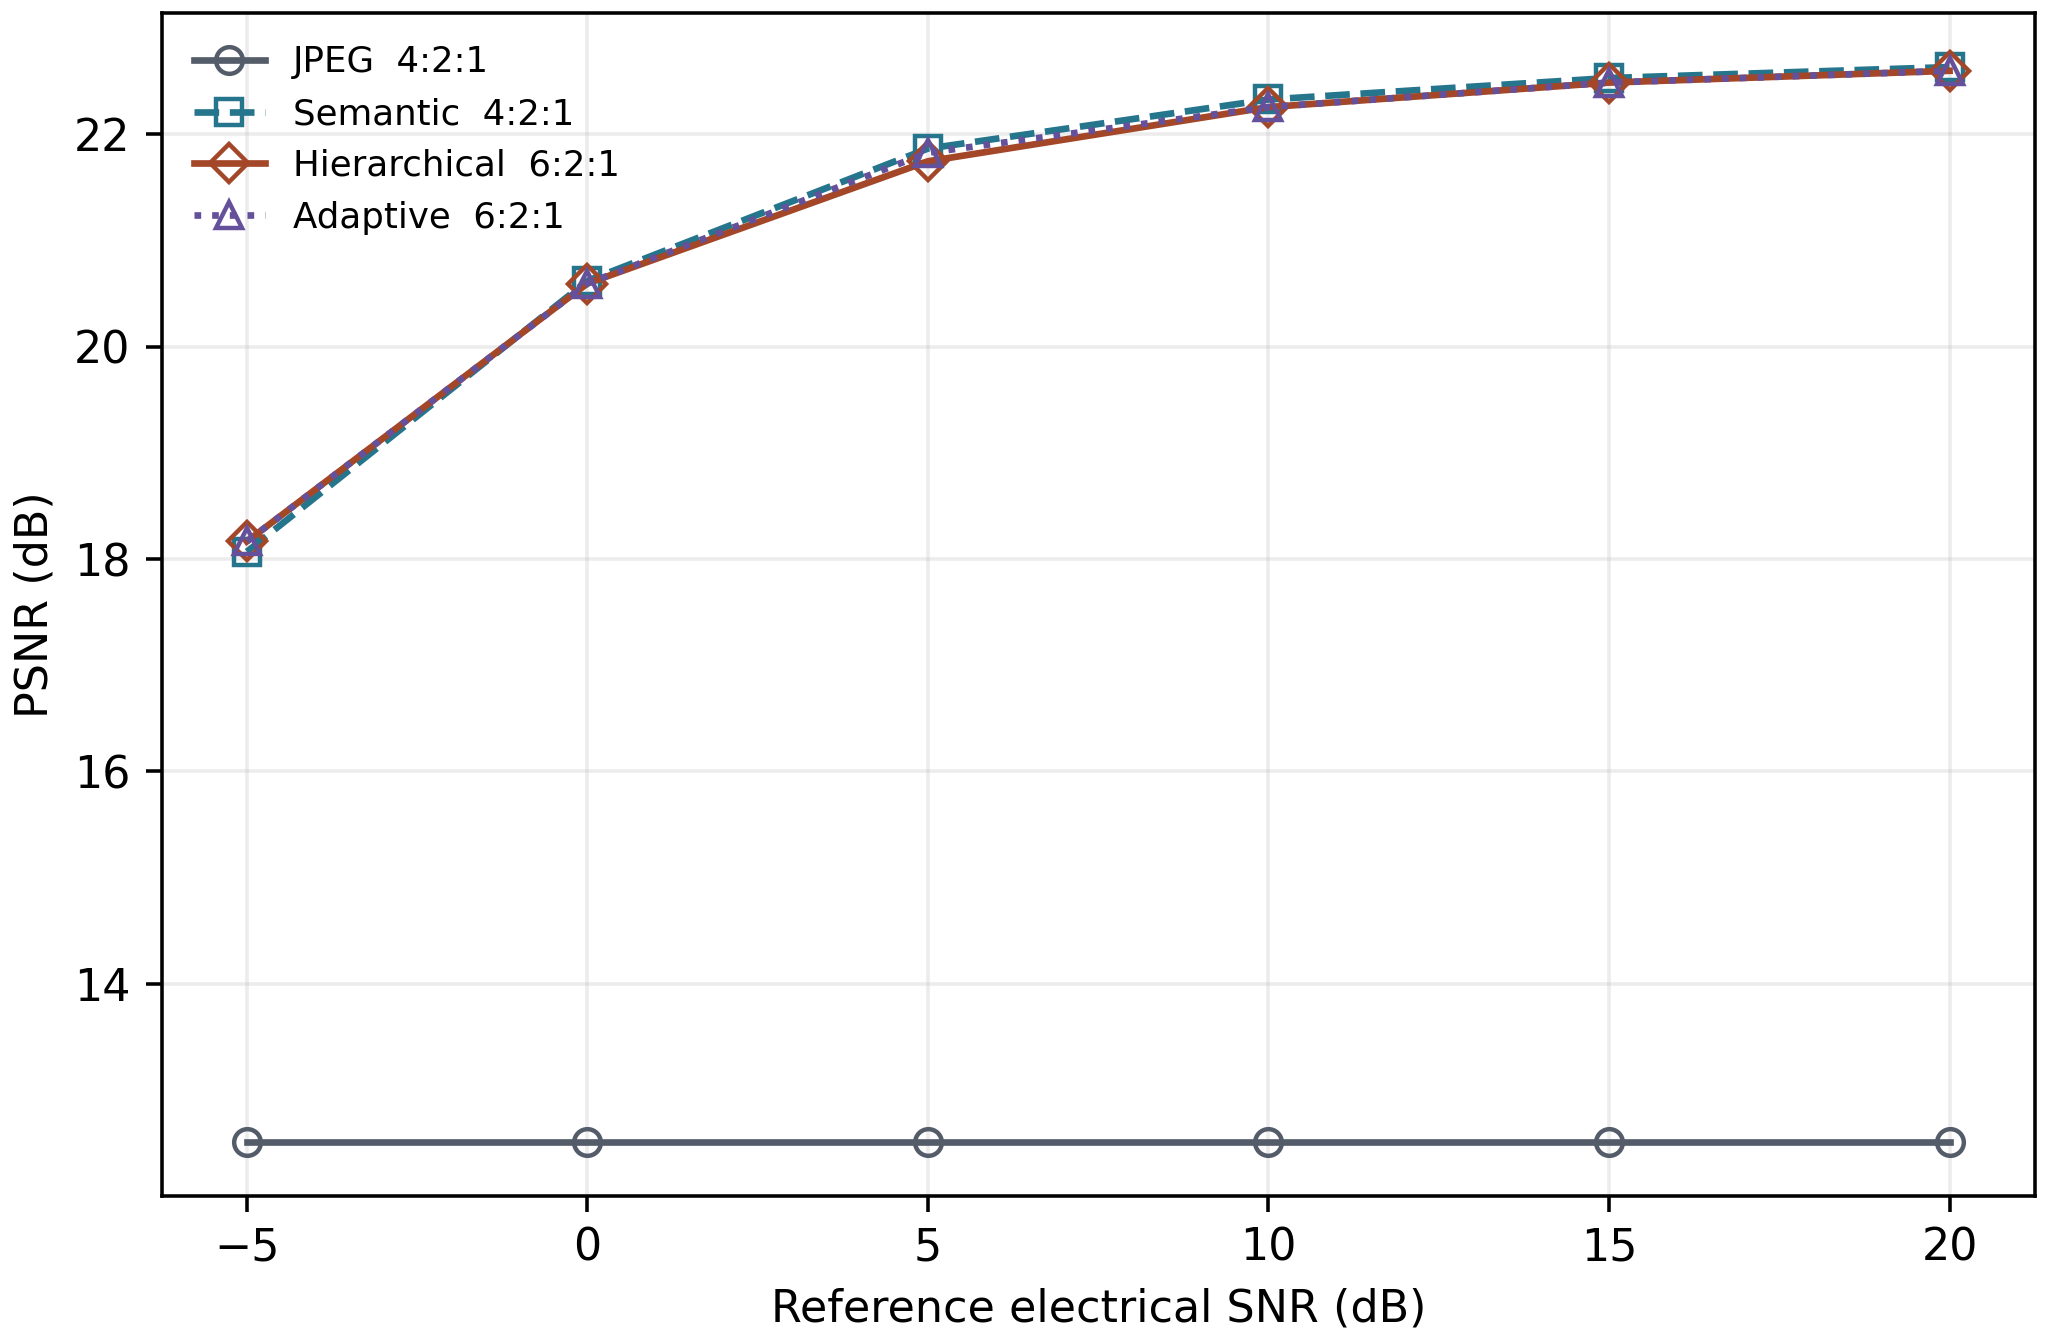 JPEG  4:2:1
Semantic  4:2:1
Hierarchical  6:2:1
Adaptive  6:2:1
22
20
18
16
14
PSNR (dB)
−5 0 5 10 15 20
Reference electrical SNR (dB)